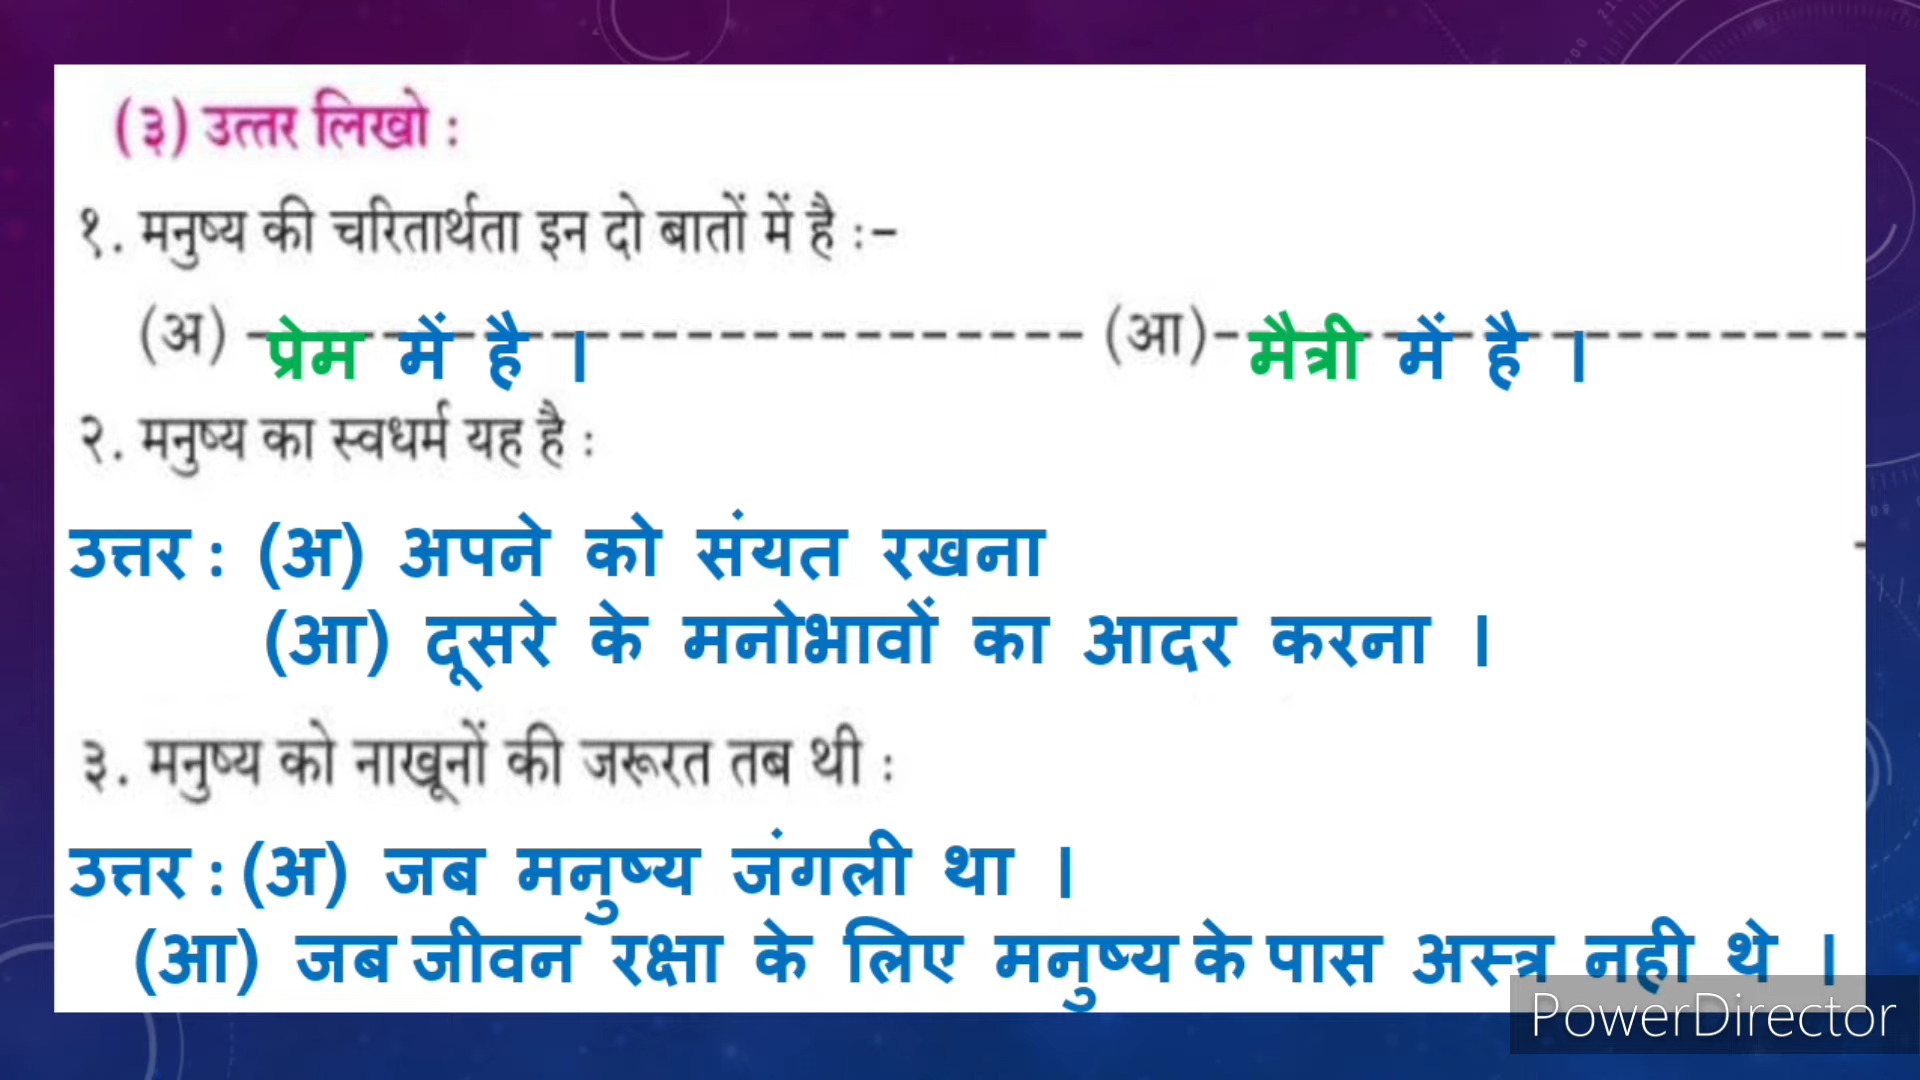 (३) उत्तर लिखो :
१. मनुष्य की चरितार्थता इन दो बातों में है :-
(अ) प्रेम में है । (आ) मैत्री में है ।
२. मनुष्य का स्वधर्म यह है :
उत्तर : (अ) अपने को संयत रखना
(आ) दूसरे के मनोभावों का आदर करना ।
३. मनुष्य को नाखूनों की जरूरत तब थी :
उत्तर : (अ) जब मनुष्य जंगली था ।
(आ) जब जीवन रक्षा के लिए मनुष्य के पास अस्त्र नही थे ।
PowerDirector